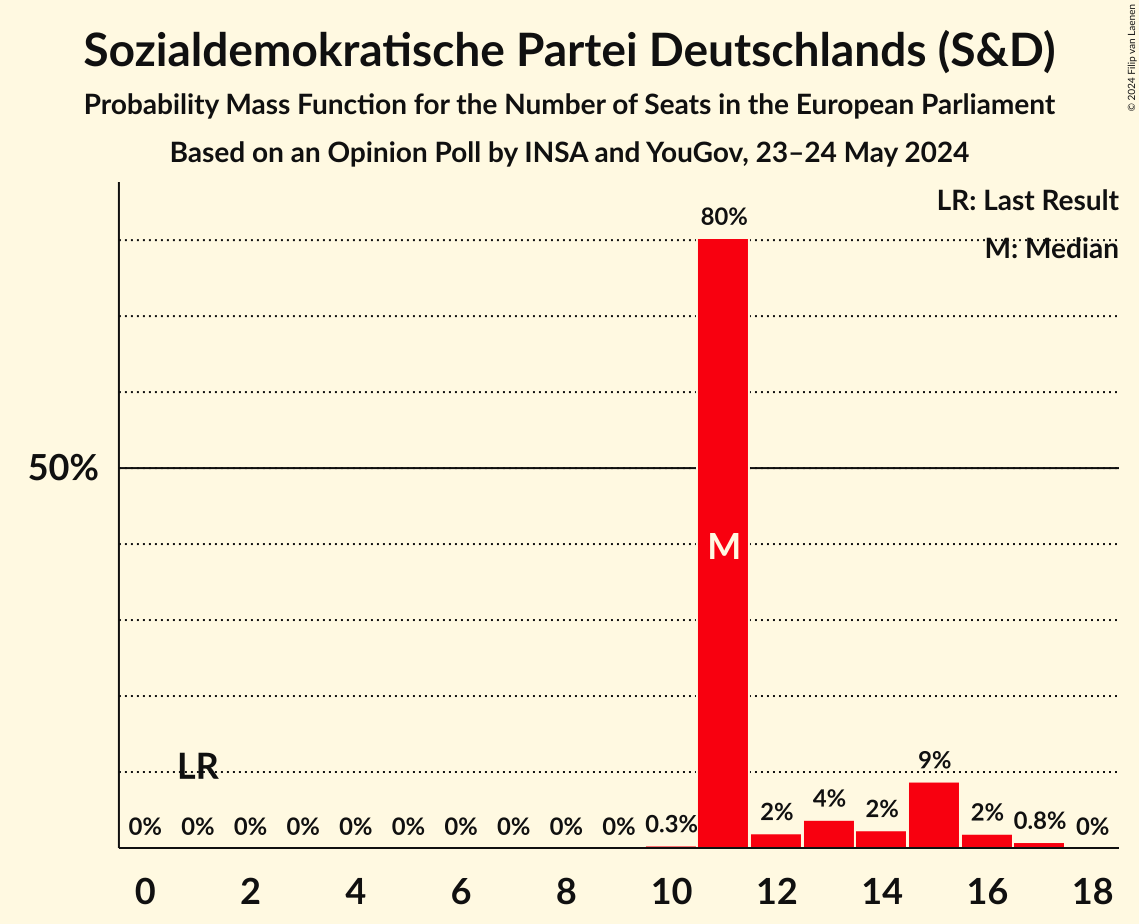 Sozialdemokratische Partei Deutschlands (S&D)
Probability Mass Function for the Number of Seats in the European Parliament
Based on an Opinion Poll by INSA and YouGov, 23–24 May 2024
© 2024 Filip van Laenen
LR: Last Result
M: Median
80%
50%
M
LR
9%
0% 0% 0% 0% 0% 0% 0% 0% 0% 0% 0.3% 2% 4% 2% 2% 0.8% 0%
0 2 4 6 8 10 12 14 16 18